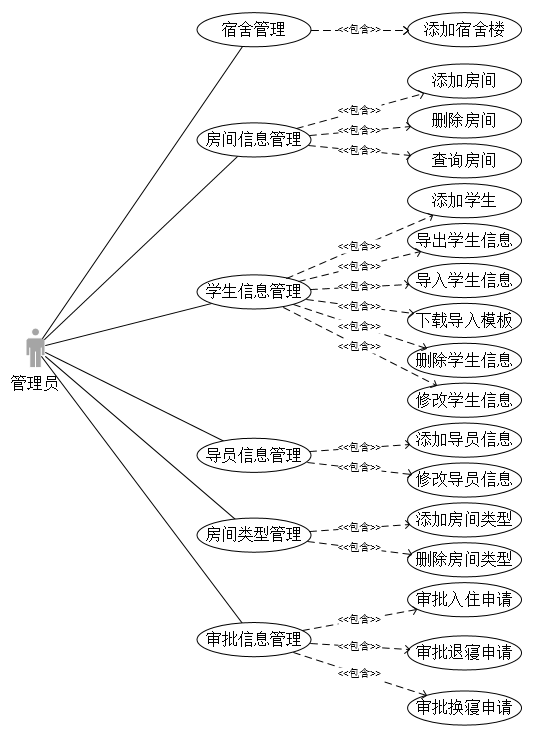 宿舍管理
<<包含>>
添加宿舍楼
添加房间
<<包含>>
删除房间
房间信息管理
<<包含>>
<<包含>>
查询房间
添加学生
<<包含>>
导出学生信息
<<包含>>
导入学生信息
学生信息管理
<<包含>>
<<包含>>
下载导入模板
<<包含>>
删除学生信息
<<包含>>
修改学生信息
管理员
添加导员信息
<<包含>>
导员信息管理
<<包含>>
修改导员信息
添加房间类型
<<包含>>
房间类型管理
<<包含>>
删除房间类型
审批入住申请
<<包含>>
审批信息管理
<<包含>>
审批退寝申请
<<包含>>
审批换寝申请